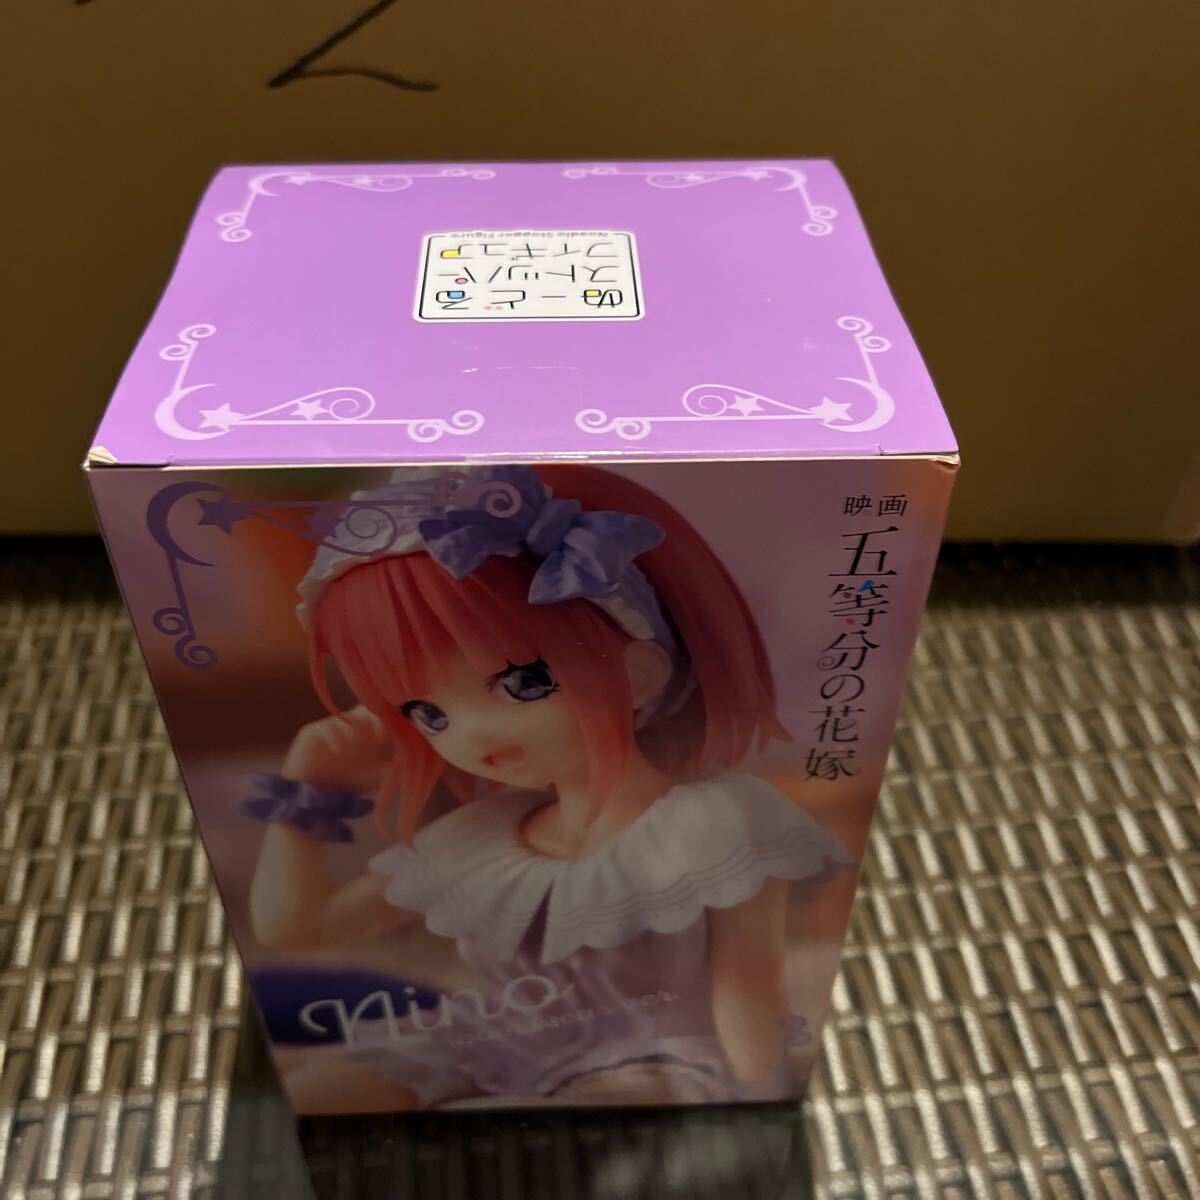 2
ぬーどる
ストッパー
フィギュア
Noodle Stopper Figure
映画
五等分の花嫁
Nino